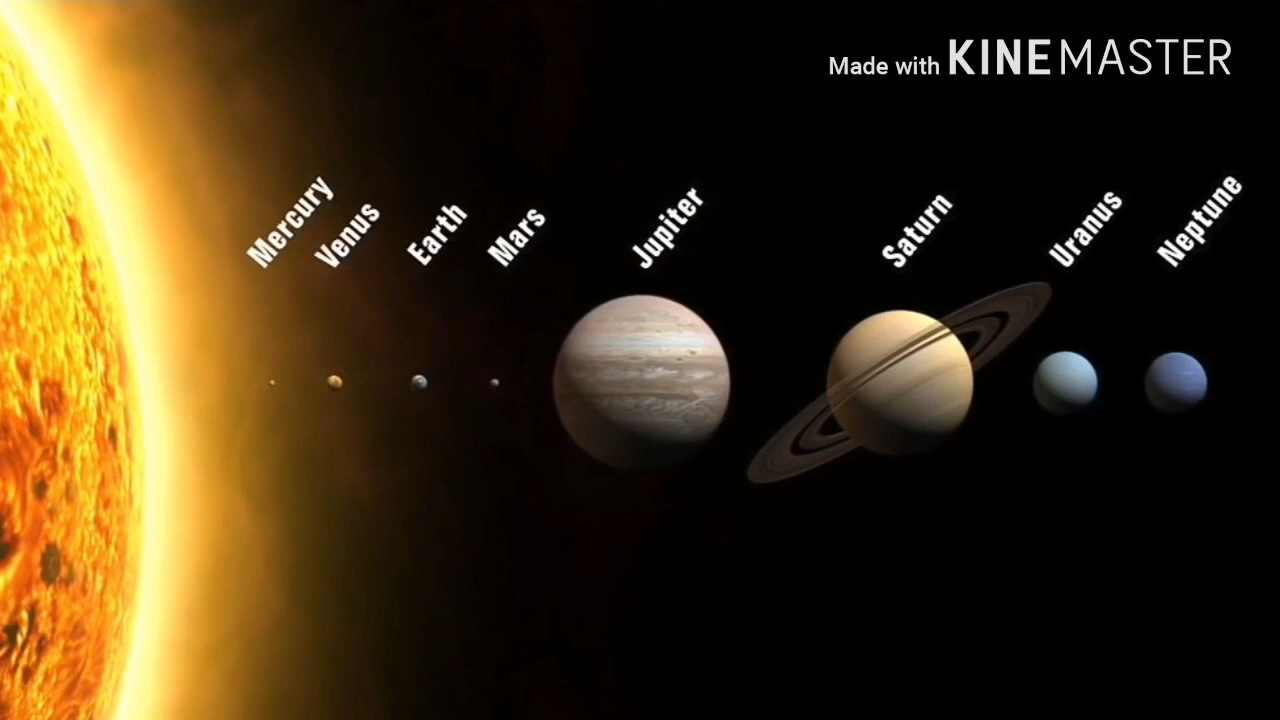 Made with KINEMASTER
Mercury
Venus
Earth
Mars
Jupiter
Saturn
Uranus
Neptune